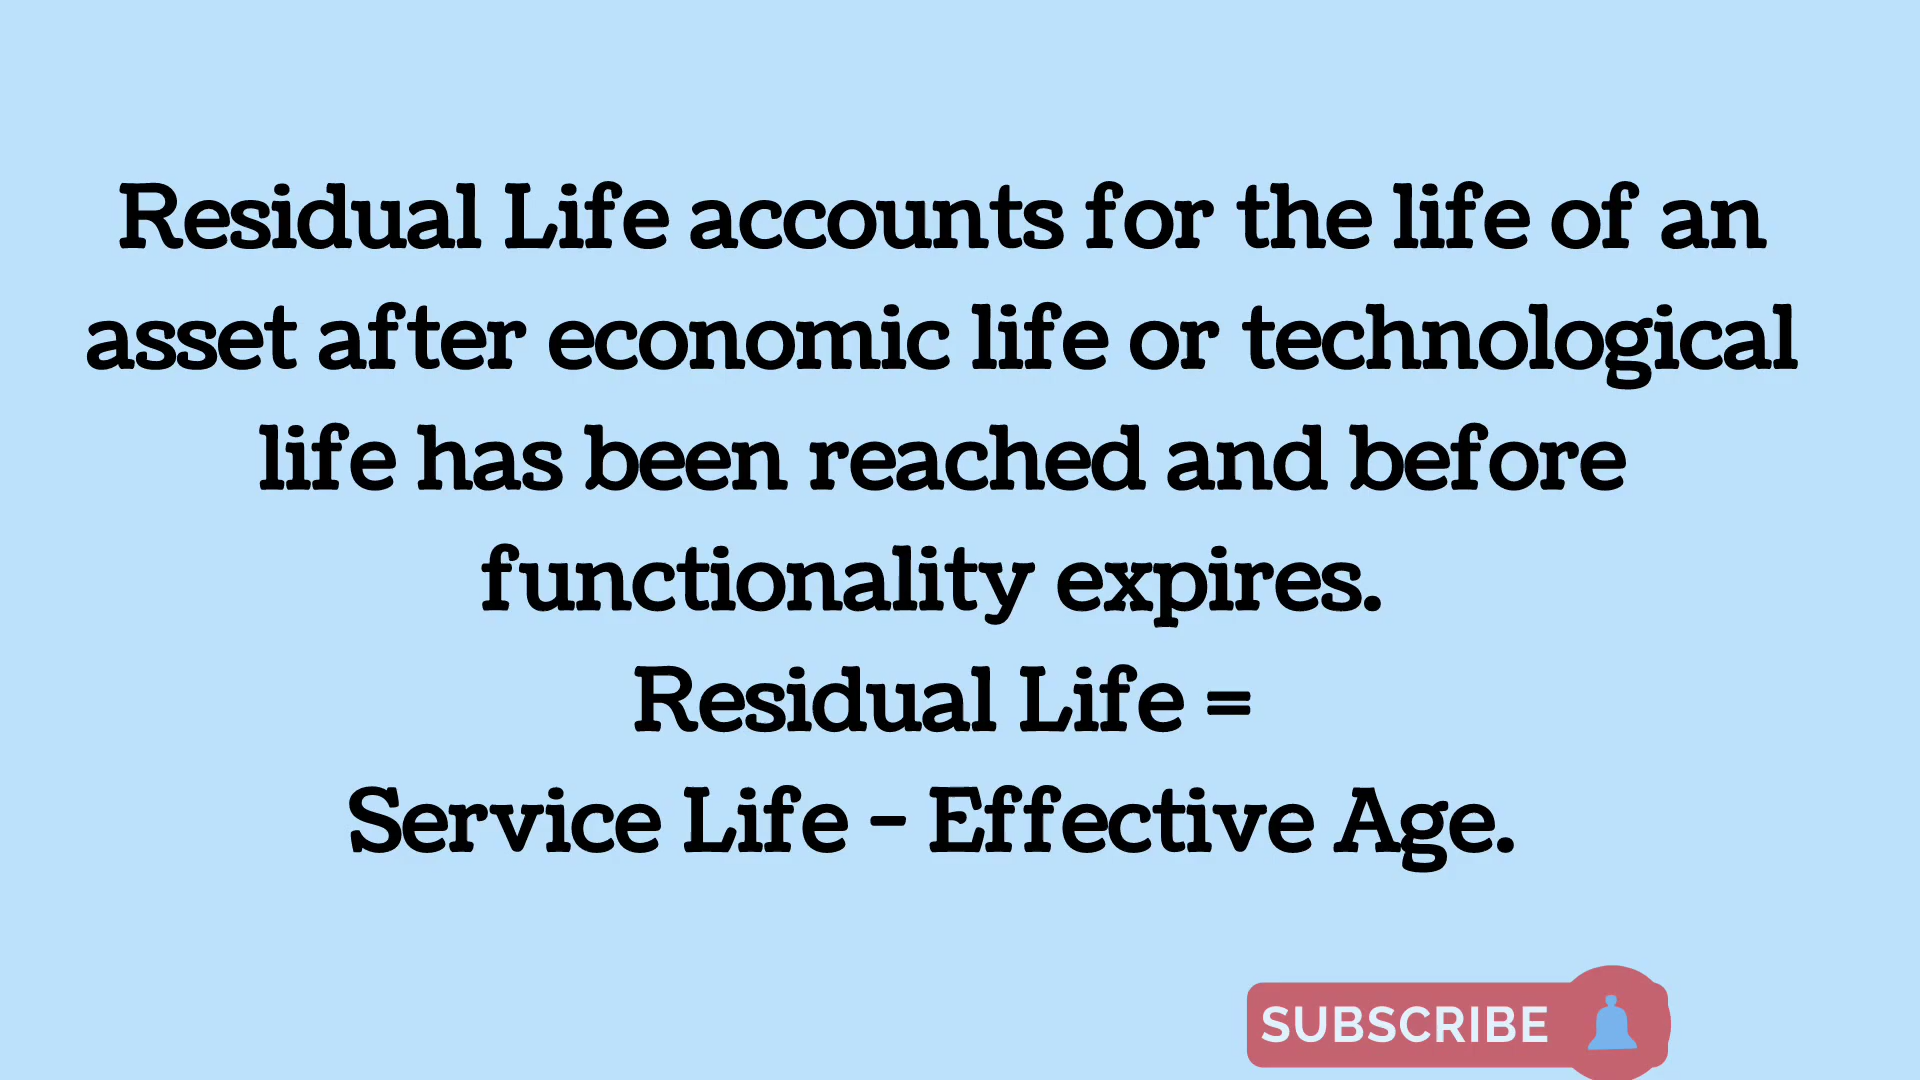 Residual Life accounts for the life of an
asset after economic life or technological
life has been reached and before
functionality expires.
Residual Life =
Service Life - Effective Age.
SUBSCRIBE